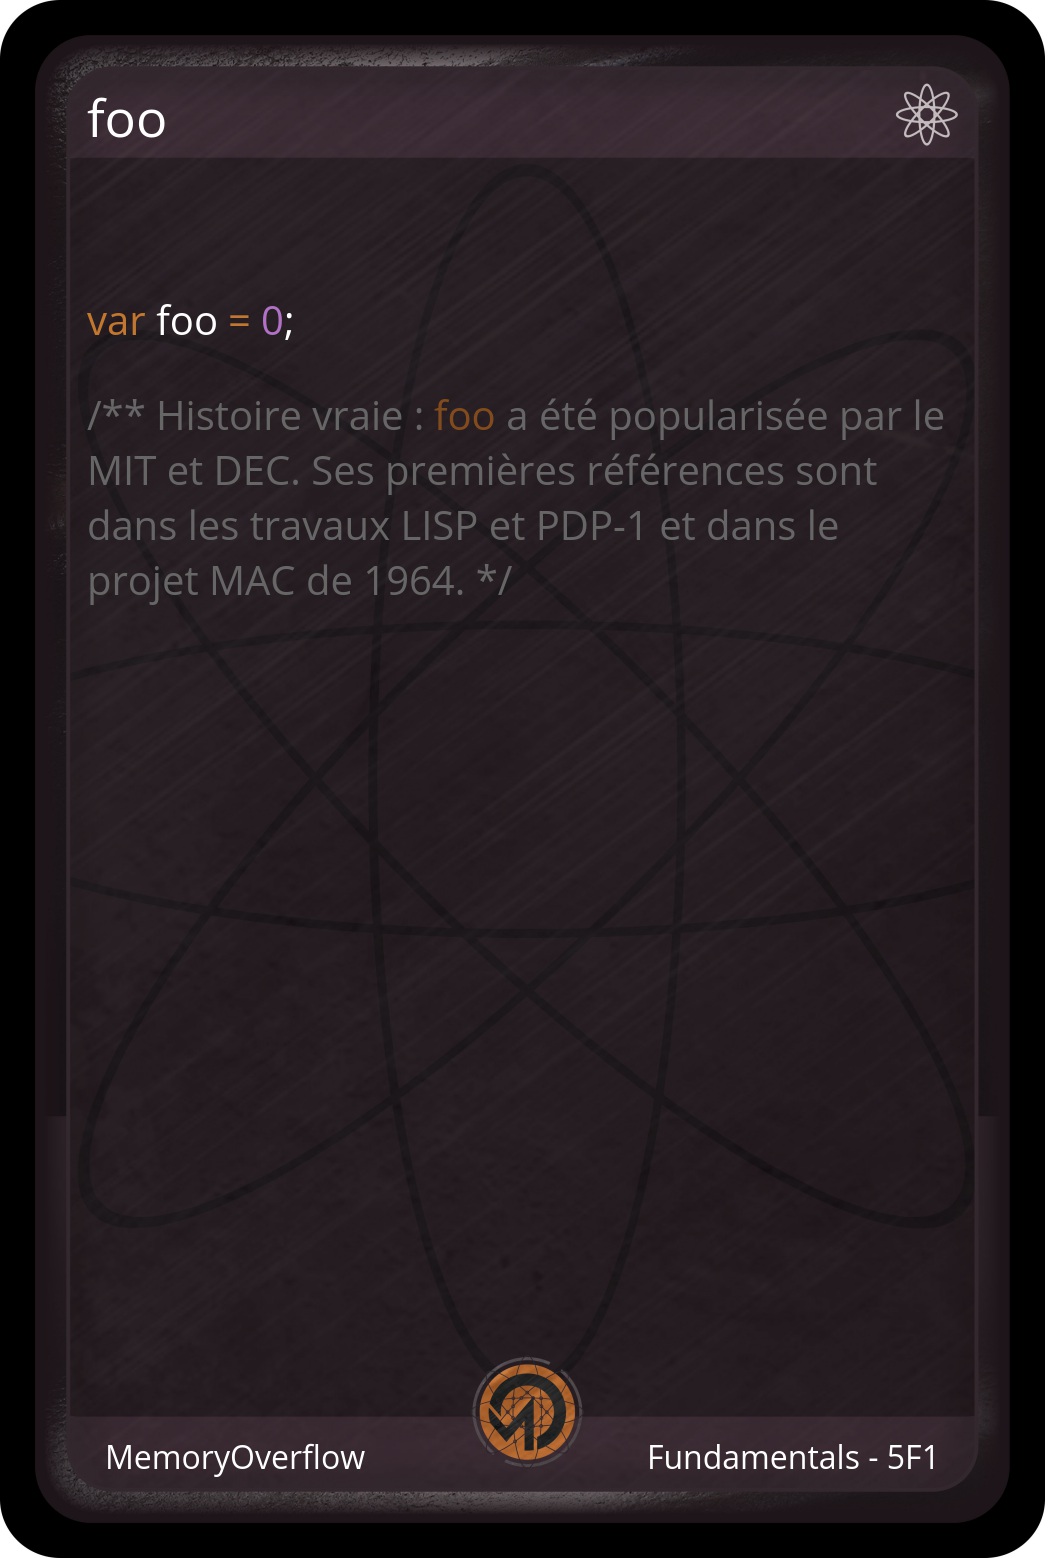 foo
var foo = 0;
/** Histoire vraie : foo a été popularisée par le
MIT et DEC. Ses premières références sont
dans les travaux LISP et PDP-1 et dans le
projet MAC de 1964. */
MemoryOverflow
Fundamentals - 5F1